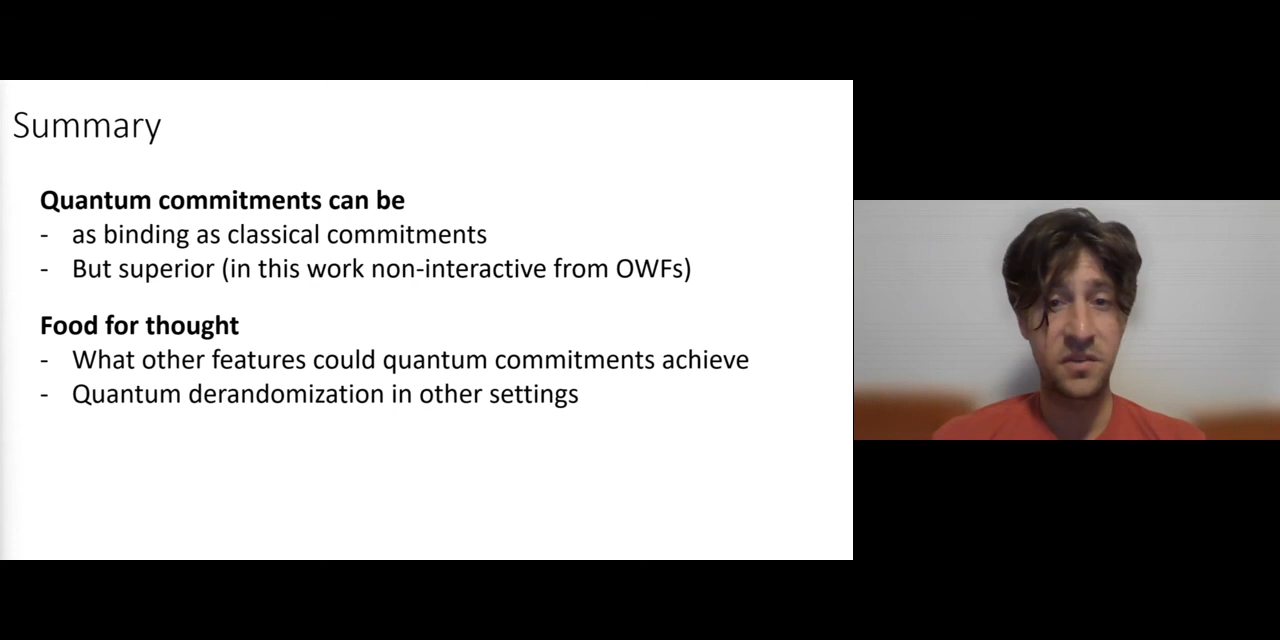 Summary
Quantum commitments can be
- as binding as classical commitments
- But superior (in this work non-interactive from OWFs)
Food for thought
- What other features could quantum commitments achieve
- Quantum derandomization in other settings